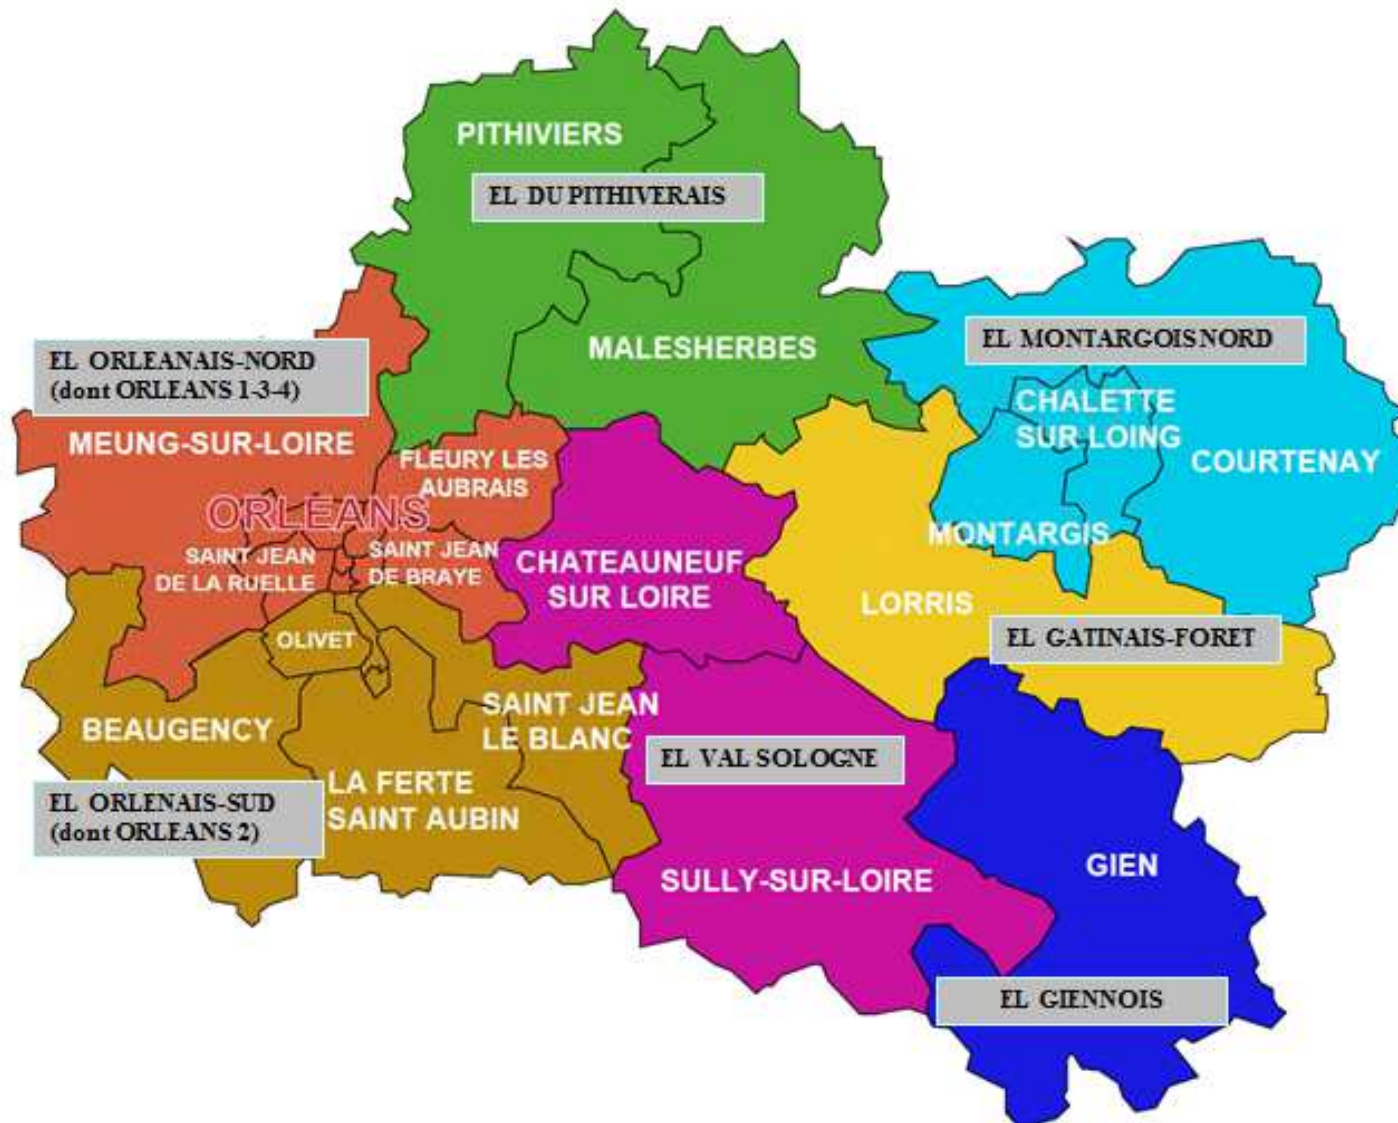 PITHIVIERS
EL DU PITHIVERAIS
MALESHERBES
EL ORLEANAIS-NORD
(dont ORLEANS 1-3-4)
MEUNG-SUR-LOIRE
FLEURY LES
AUBRAIS
ORLEANS
SAINT JEAN
DE LA RUELLE
SAINT JEAN
DE BRAYE
OLIVET
EL MONTARGOIS NORD
CHALETTE
SUR LOING
COURTENAY
MONTARGIS
CHATEAUNEUF
SUR LOIRE
LORRIS
EL GATINAIS-FORET
BEAUGENCY
SAINT JEAN
LE BLANC
EL VAL SOLOGNE
EL ORLENAIS-SUD
(dont ORLEANS 2)
LA FERTE
SAINT AUBIN
SULLY-SUR-LOIRE
GIEN
EL GIENNOIS